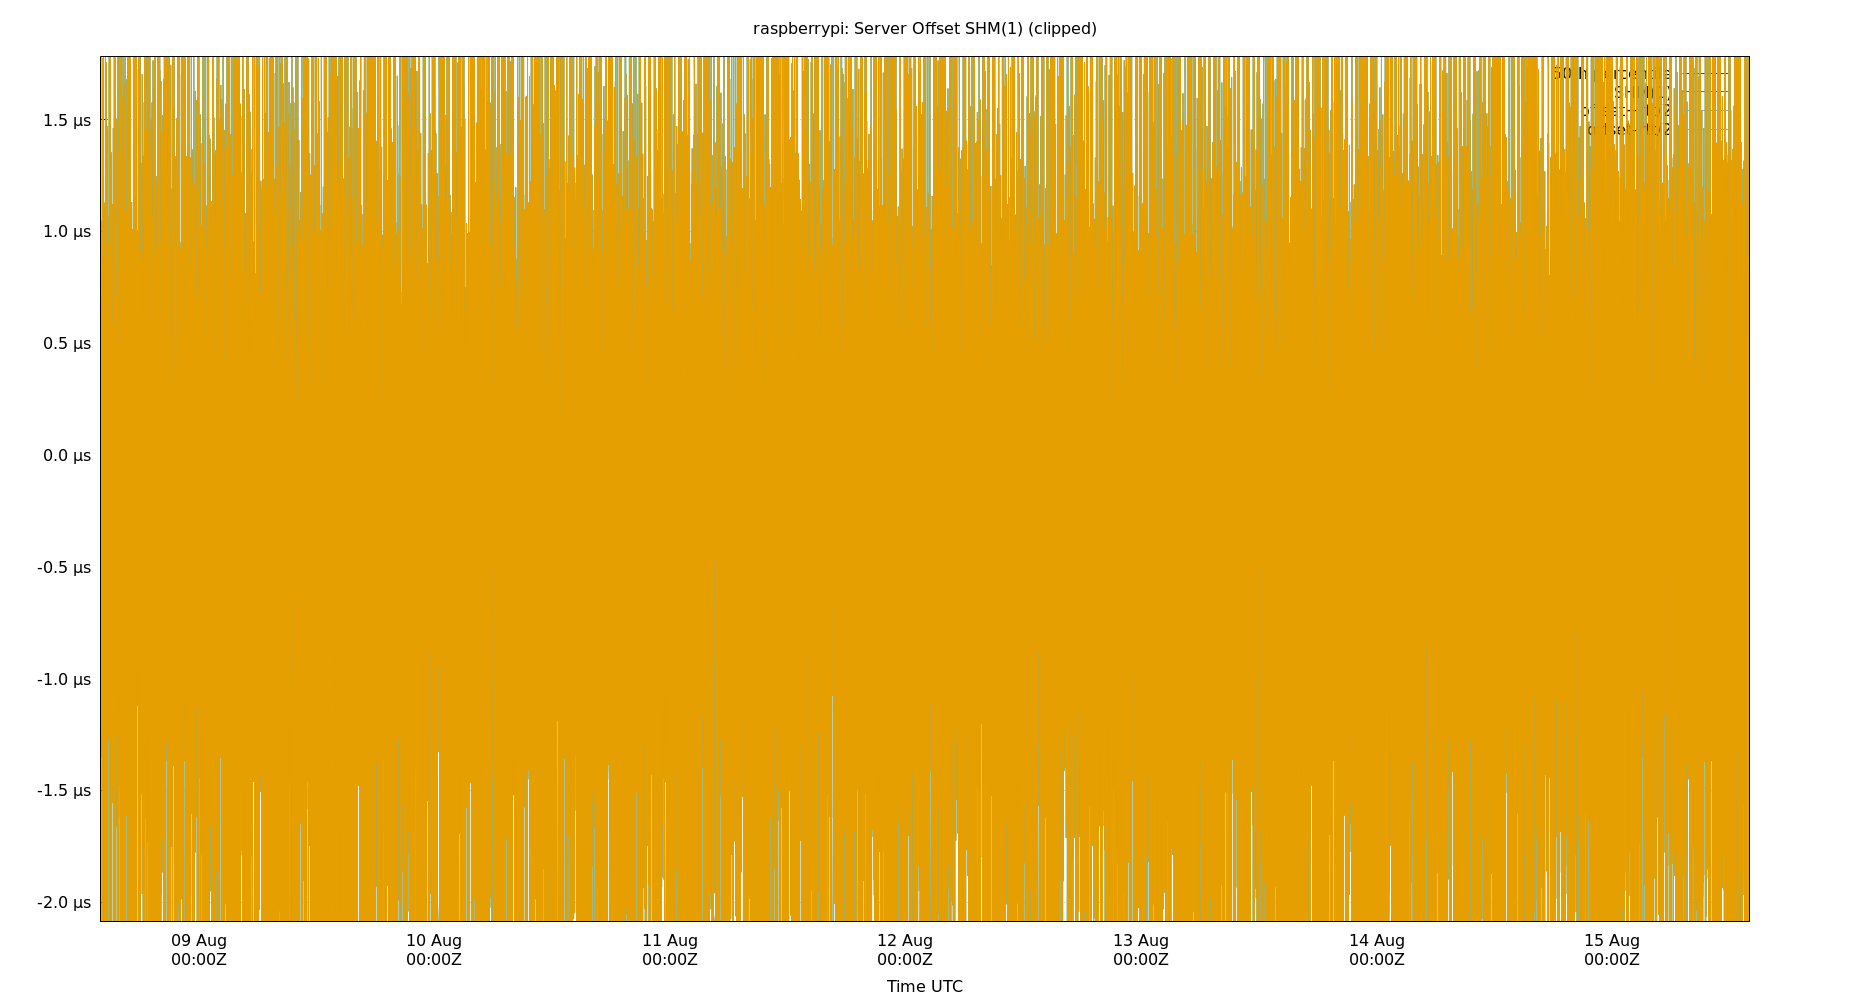 raspberrypi: Server Offset SHM(1) (clipped)
1.5 µs
1.0 µs
0.5 µs
0.0 µs
-0.5 µs
-1.0 µs
-1.5 µs
-2.0 µs
09 Aug 10 Aug 11 Aug 12 Aug 13 Aug 14 Aug 15 Aug
00:00Z 00:00Z 00:00Z 00:00Z 00:00Z 00:00Z 00:00Z
Time UTC